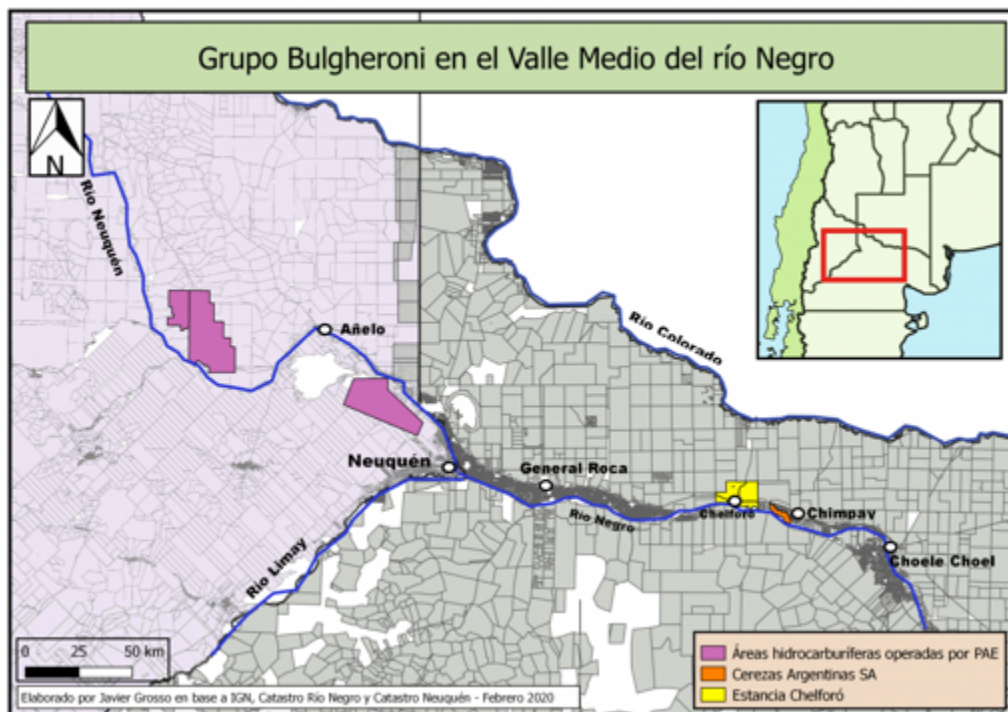 Grupo Bulgheroni en el Valle Medio del río Negro
N
Río Neuquén
Añelo
Río Colorado
Neuquén
General Roca
Chelforó
Chimpay
Río Negro
Choele Choel
Río Limay
0 25 50 km
Áreas hidrocarburíferas operadas por PAE
Cerezas Argentinas SA
Estancia Chelforó
Elaborado por Javier Grosso en base a IGN, Catastro Río Negro y Catastro Neuquén - Febrero 2020